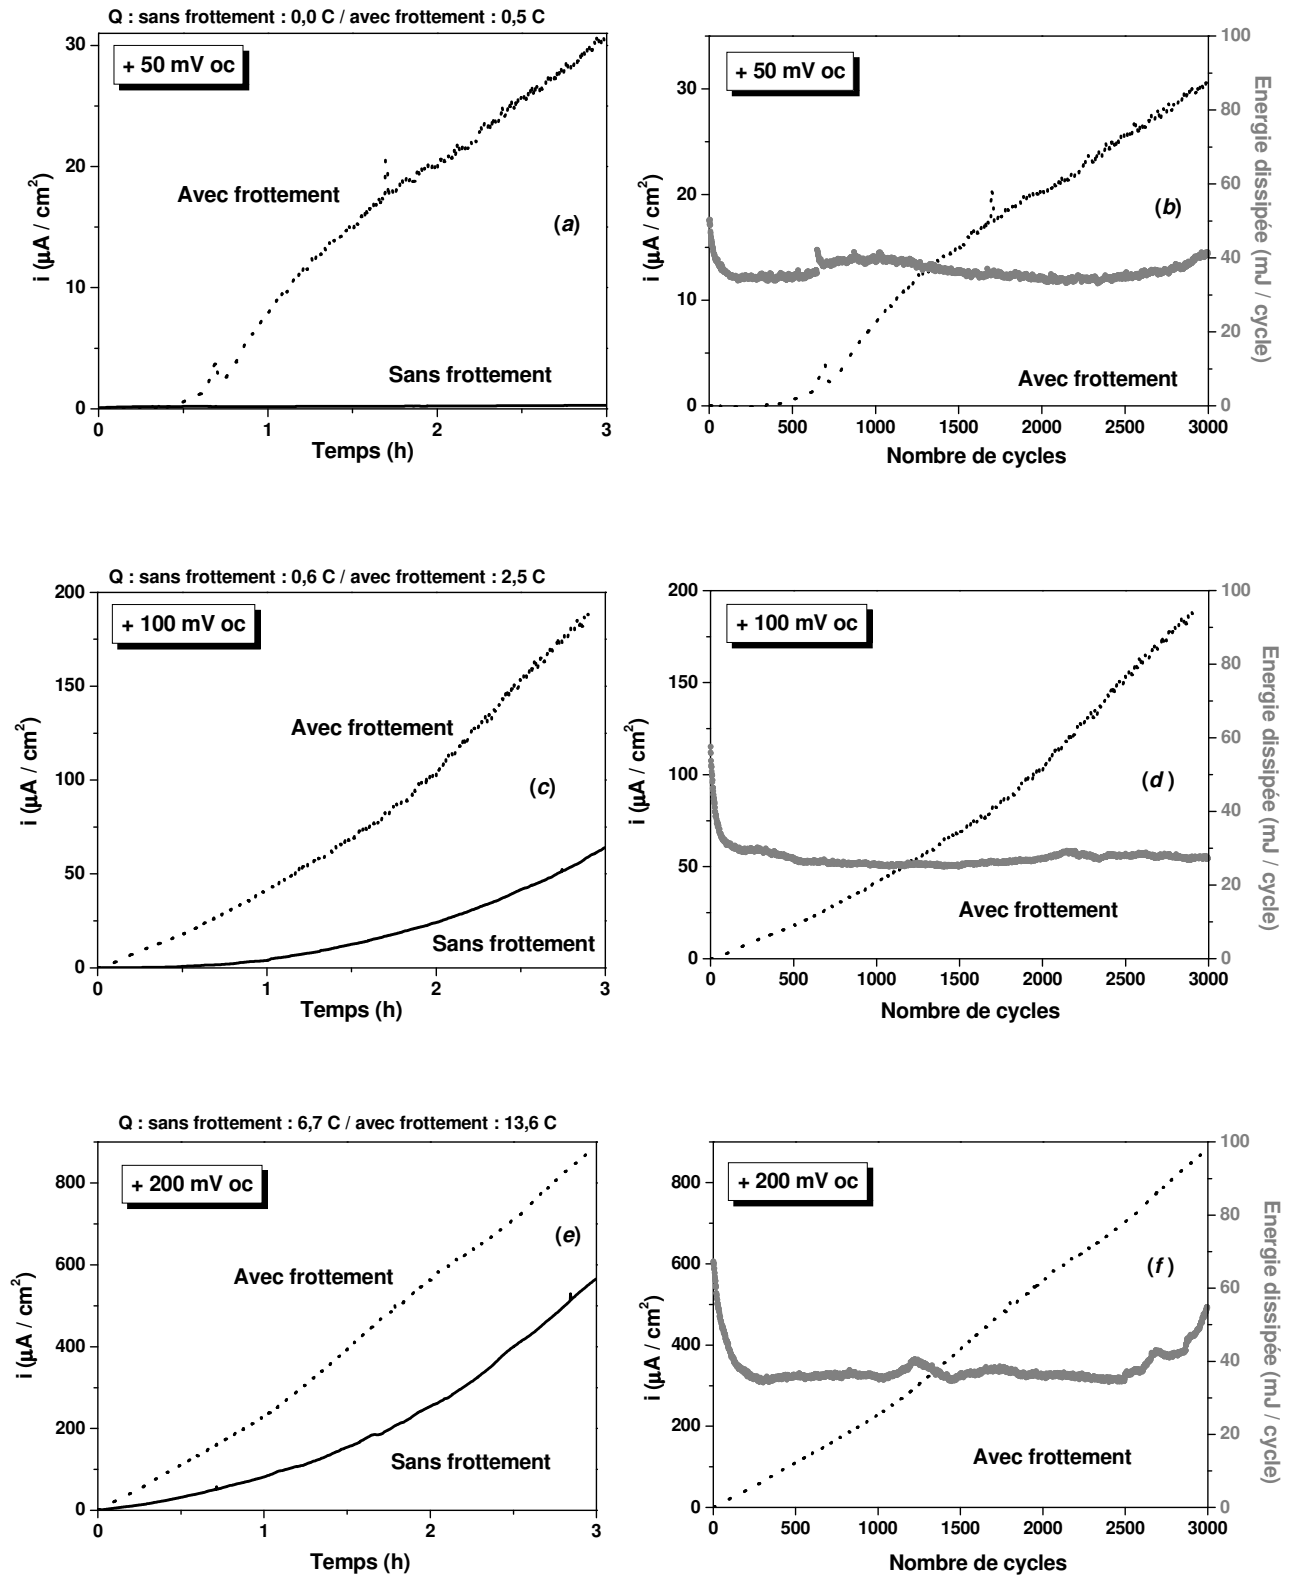 Q : sans frottement : 0,0 C / avec frottement : 0,5 C
+ 50 mV oc
30
20
10
0
i (µA / cm²)
Avec frottement
(a)
Sans frottement
0 1 2 3
Temps (h)
+ 50 mV oc
30
20
10
0
i (µA / cm²)
(b)
Avec frottement
100
80
60
40
20
0
Energie dissipée (mJ / cycle)
0 500 1000 1500 2000 2500 3000
Nombre de cycles
Q : sans frottement : 0,6 C / avec frottement : 2,5 C
+ 100 mV oc
200
150
100
50
0
i (µA / cm²)
Avec frottement
(c)
Sans frottement
0 1 2 3
Temps (h)
+ 100 mV oc
200
150
100
50
0
i (µA / cm²)
(d )
Avec frottement
100
80
60
40
20
0
Energie dissipée (mJ / cycle)
0 500 1000 1500 2000 2500 3000
Nombre de cycles
Q : sans frottement : 6,7 C / avec frottement : 13,6 C
+ 200 mV oc
800
600
400
200
0
i (µA / cm²)
Avec frottement
(e)
Sans frottement
0 1 2 3
Temps (h)
+ 200 mV oc
800
600
400
200
0
i (µA / cm²)
(f )
Avec frottement
100
80
60
40
20
0
Energie dissipée (mJ / cycle)
0 500 1000 1500 2000 2500 3000
Nombre de cycles